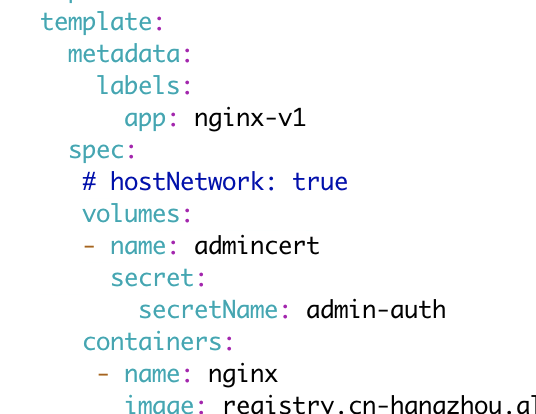 template:
metadata:
labels:
app: nginx-v1
spec:
# hostNetwork: true
volumes:
- name: admincert
secret:
secretName: admin-auth
containers:
- name: nginx
image: registry.cn-hangzhou.al